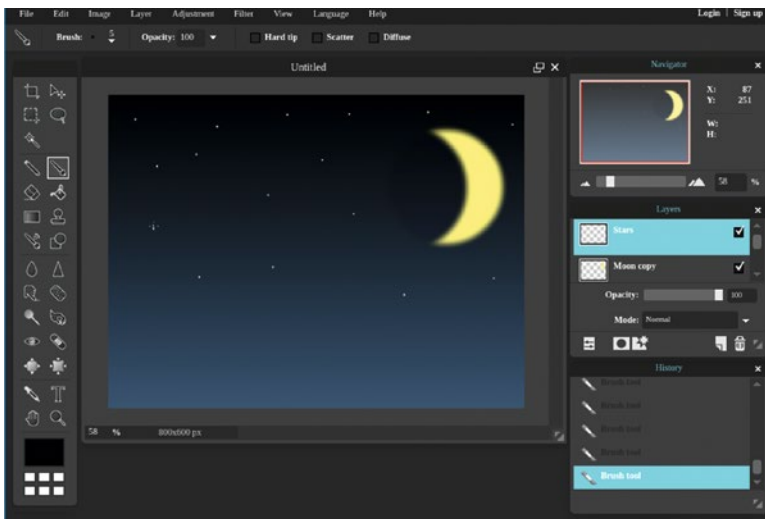 File Edit Image Layer Adjustment Filter View Language Help Login | Sign up
Brush: 5 Opacity: 100 Hard tip Scatter Diffuse
Untitled
Navigator
X: 87
Y: 251
W:
H:
58 %
Layers
Stars
Moon copy
Opacity: 100
Mode: Normal
History
Brush tool
Brush tool
Brush tool
Brush tool
Brush tool
58 % 800x600 px